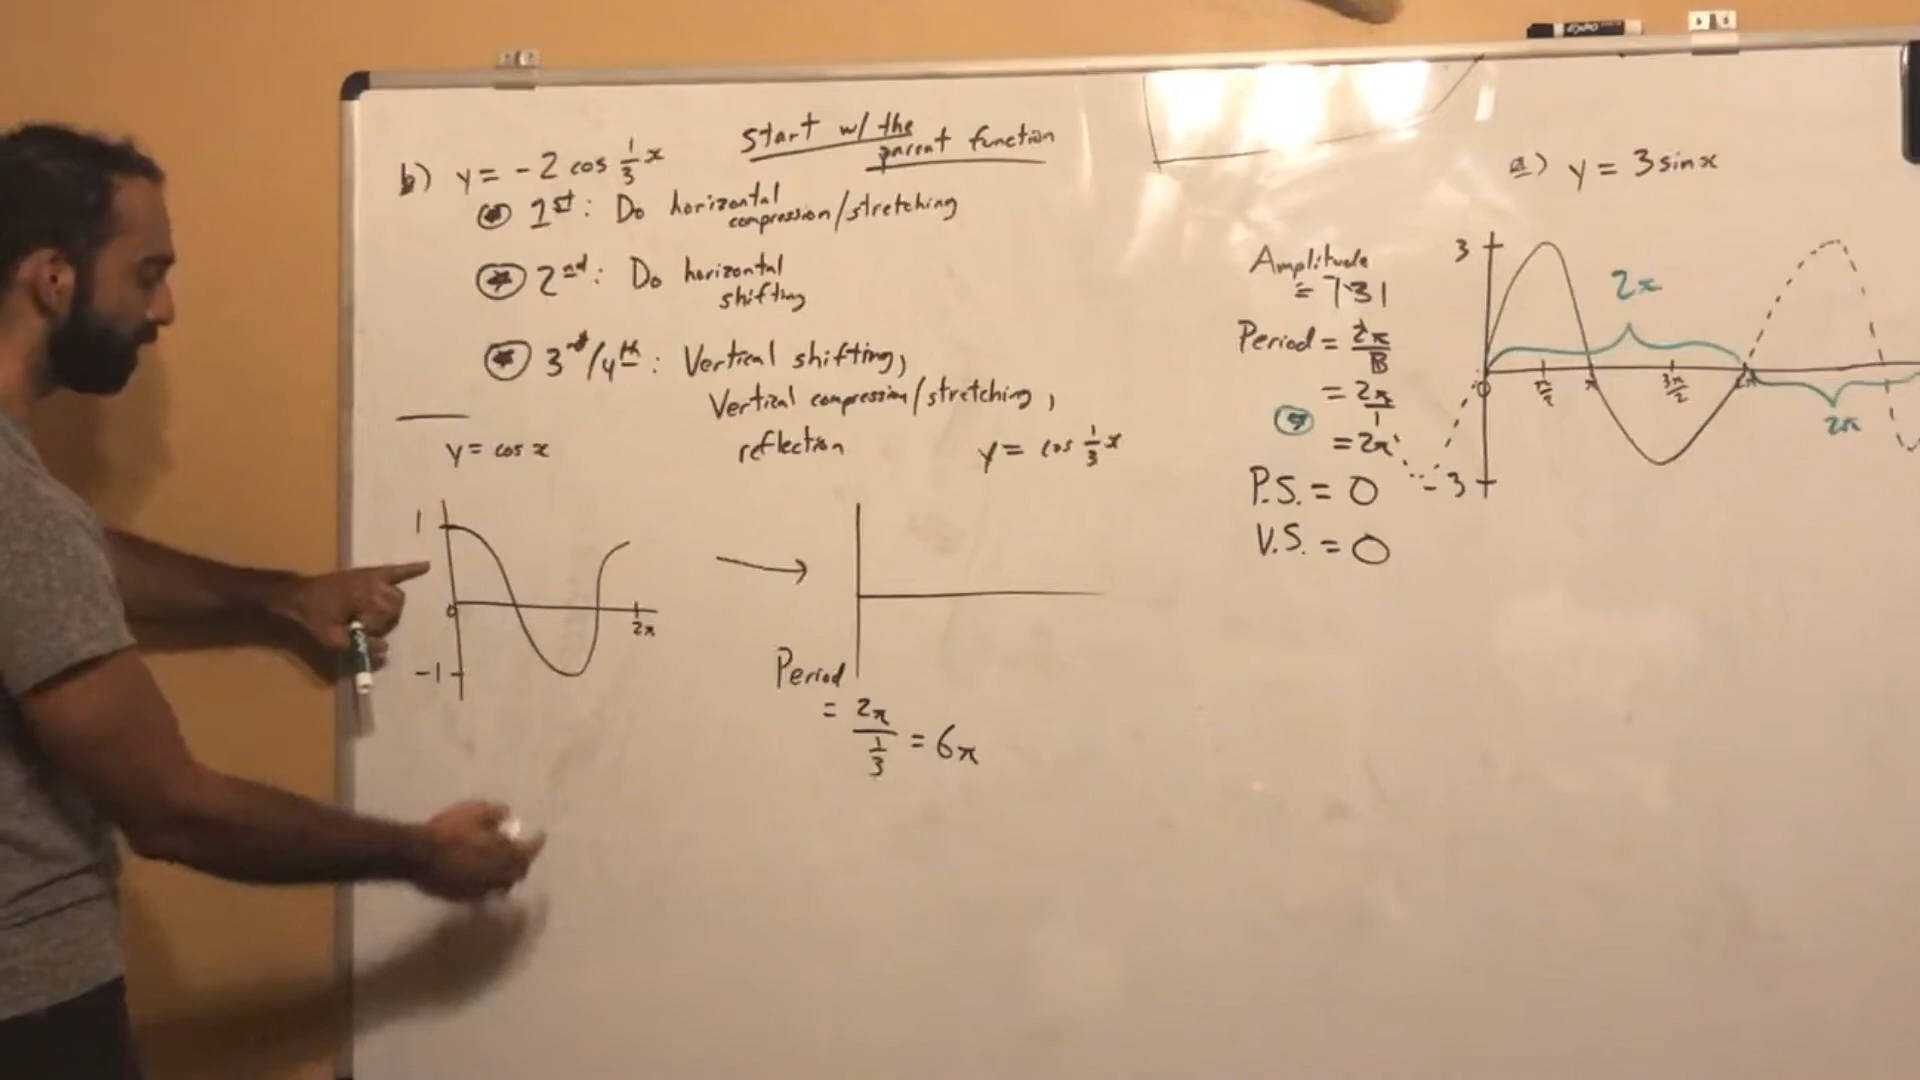 Start w/ the
parent function
b) y = -2 cos 1/3 x
1st: Do horizontal
compression/stretching
2nd: Do horizontal
shifting
3rd/4th: Vertical shifting,
Vertical compression/stretching,
reflection
y = cos x
1
0
2π
-1
y = cos 1/3 x
Period
= 2π/(1/3) = 6π
a) y = 3 sin x
Amplitude
= |3|
Period = 2π/B
= 2π/1
= 2π
P.S. = 0
V.S. = 0
3
2π
0
π/2
π
3π/2
2π
2π
-3